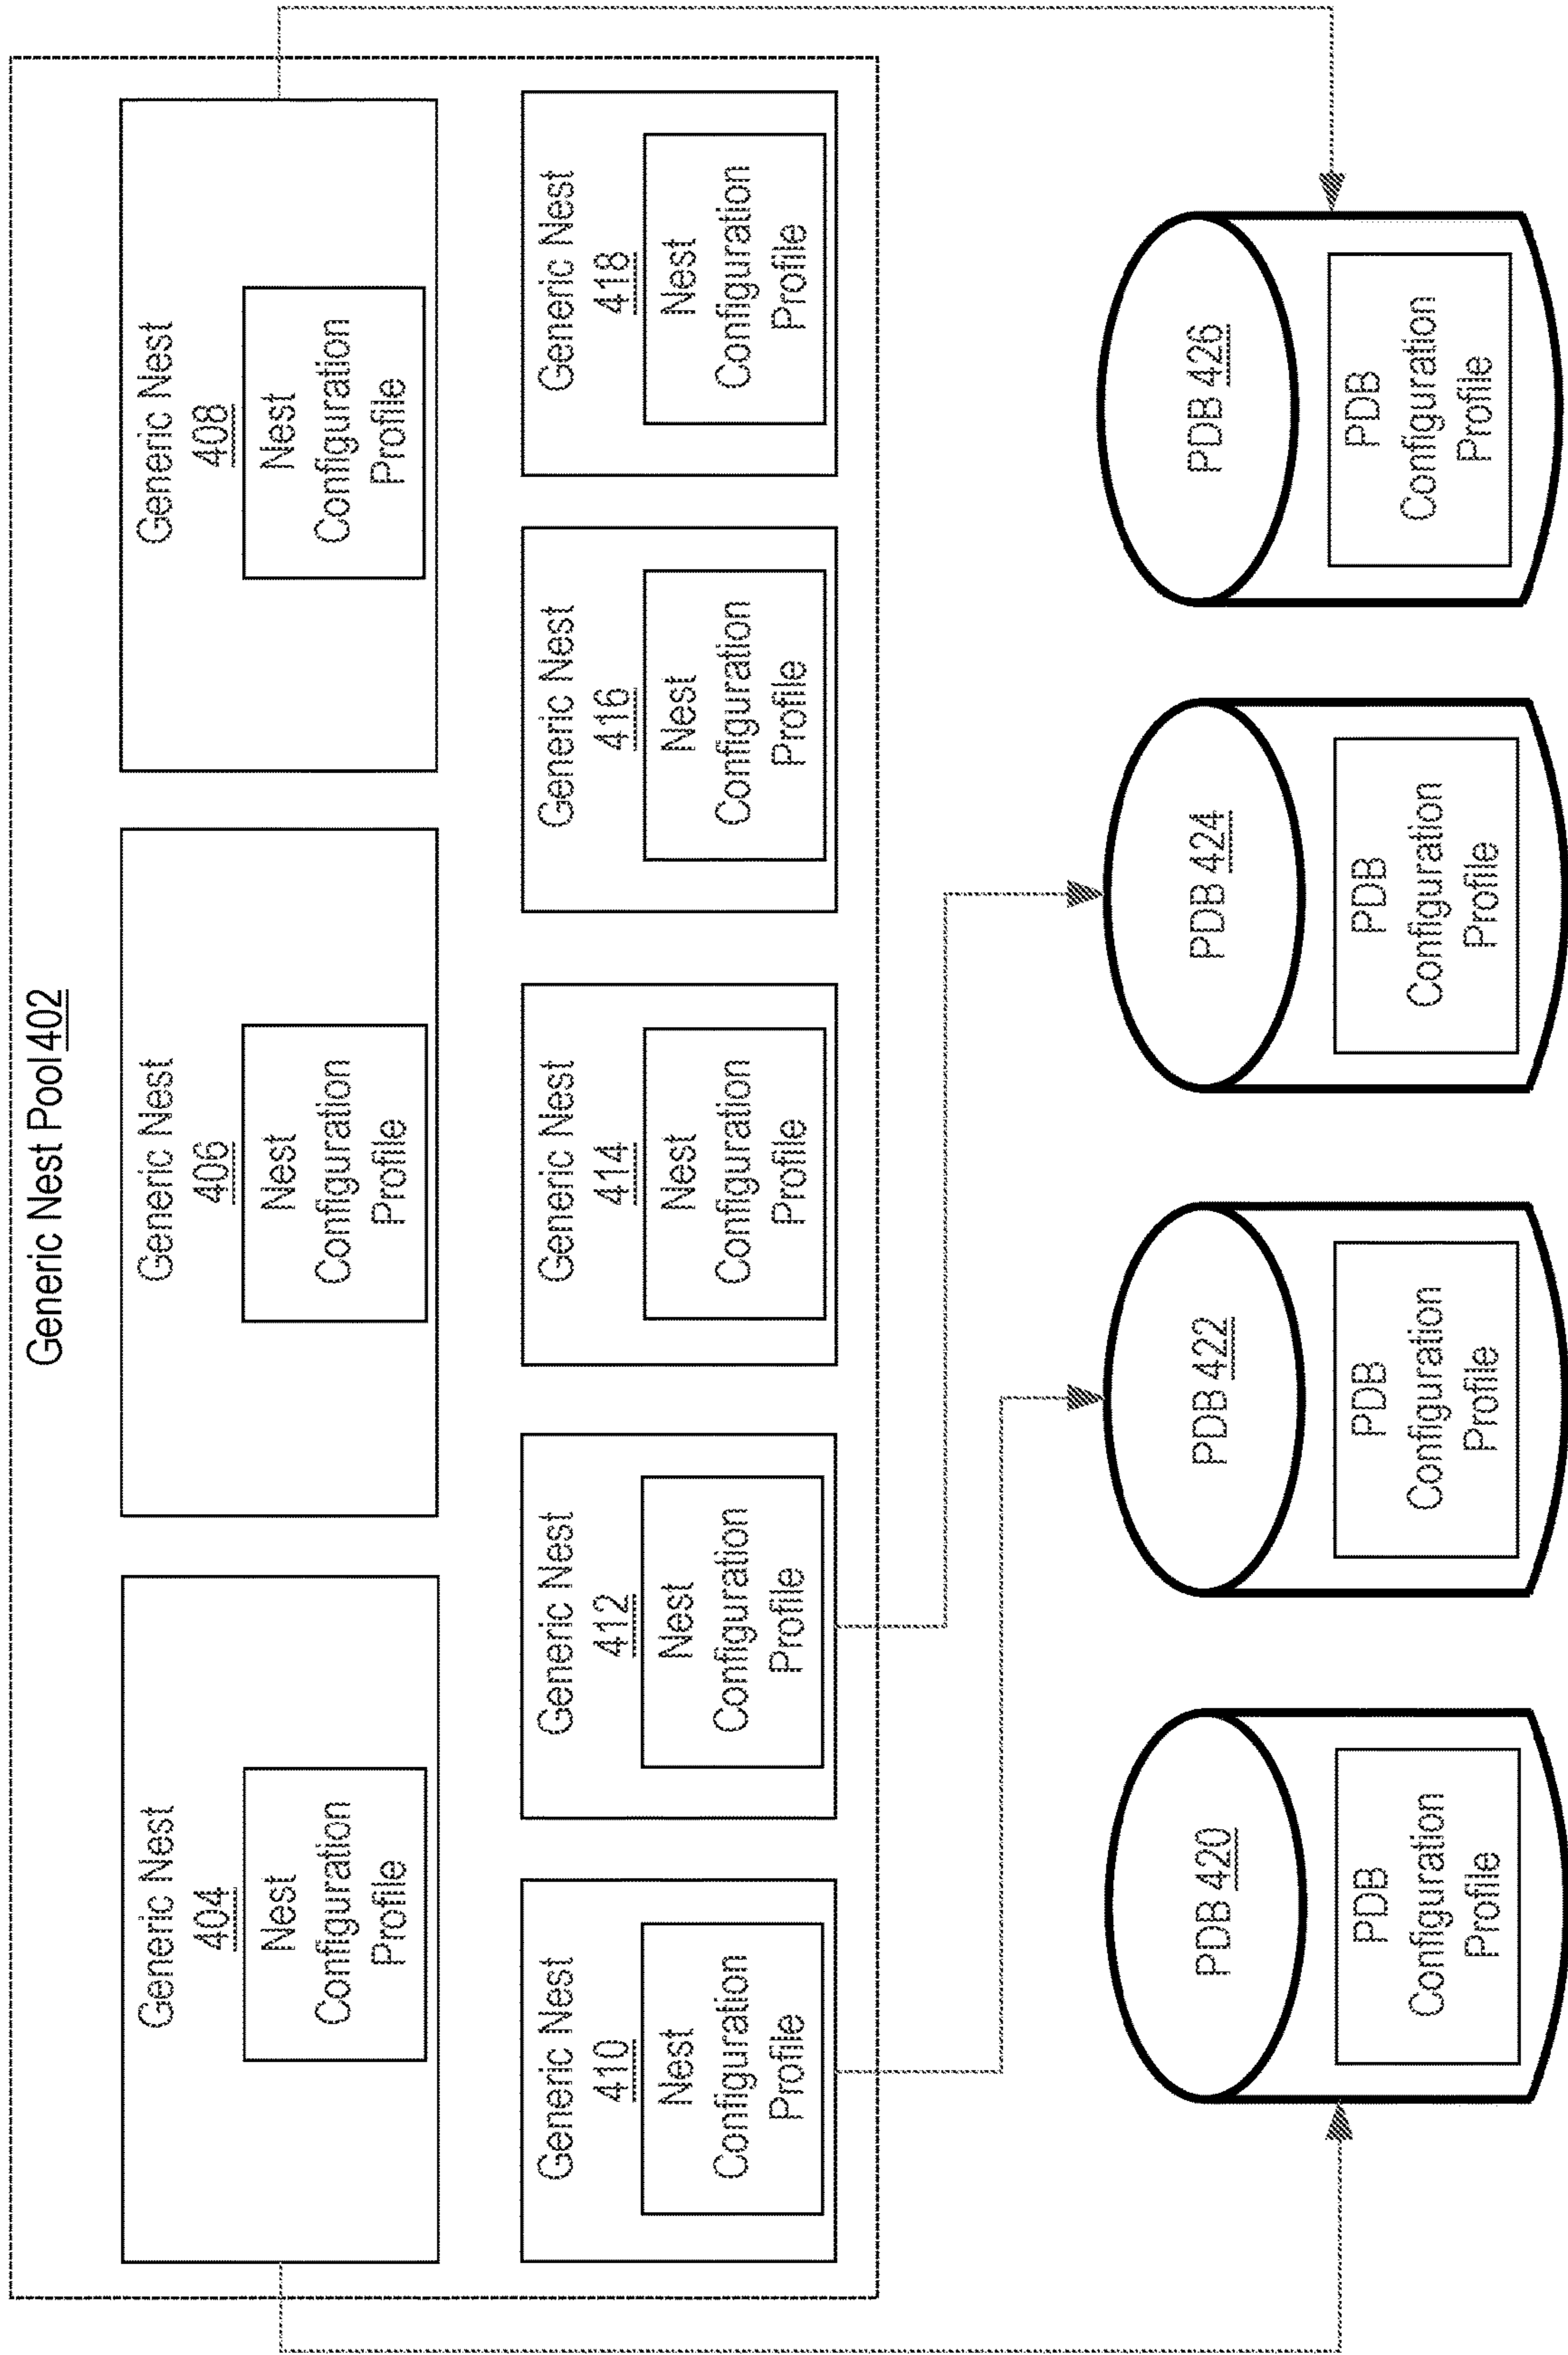 Generic Nest Pool 402
Generic Nest
404
Nest
Configuration
Profile
Generic Nest
406
Nest
Configuration
Profile
Generic Nest
408
Nest
Configuration
Profile
Generic Nest
410
Nest
Configuration
Profile
Generic Nest
412
Nest
Configuration
Profile
Generic Nest
414
Nest
Configuration
Profile
Generic Nest
416
Nest
Configuration
Profile
Generic Nest
418
Nest
Configuration
Profile
PDB 420
PDB
Configuration
Profile
PDB 422
PDB
Configuration
Profile
PDB 424
PDB
Configuration
Profile
PDB 426
PDB
Configuration
Profile